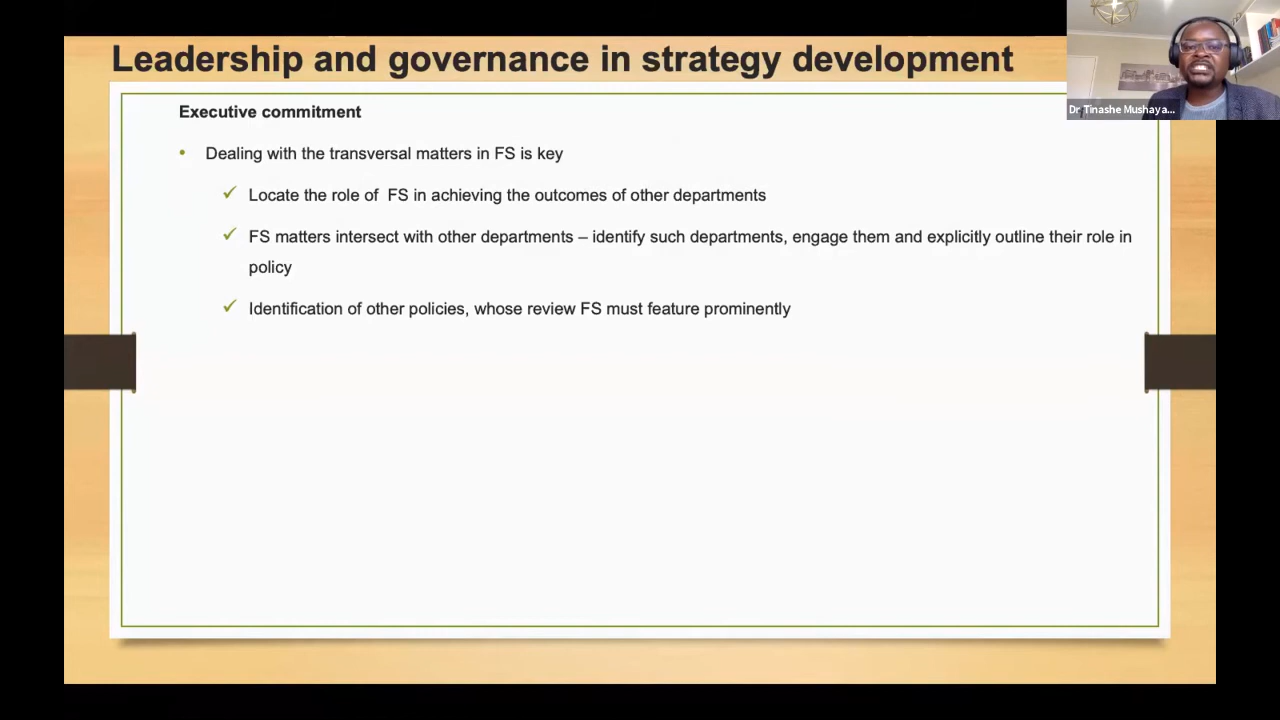 Leadership and governance in strategy development
Dr Tinashe Mushaya...
Executive commitment
• Dealing with the transversal matters in FS is key
✓ Locate the role of  FS in achieving the outcomes of other departments
✓ FS matters intersect with other departments – identify such departments, engage them and explicitly outline their role in
policy
✓ Identification of other policies, whose review FS must feature prominently